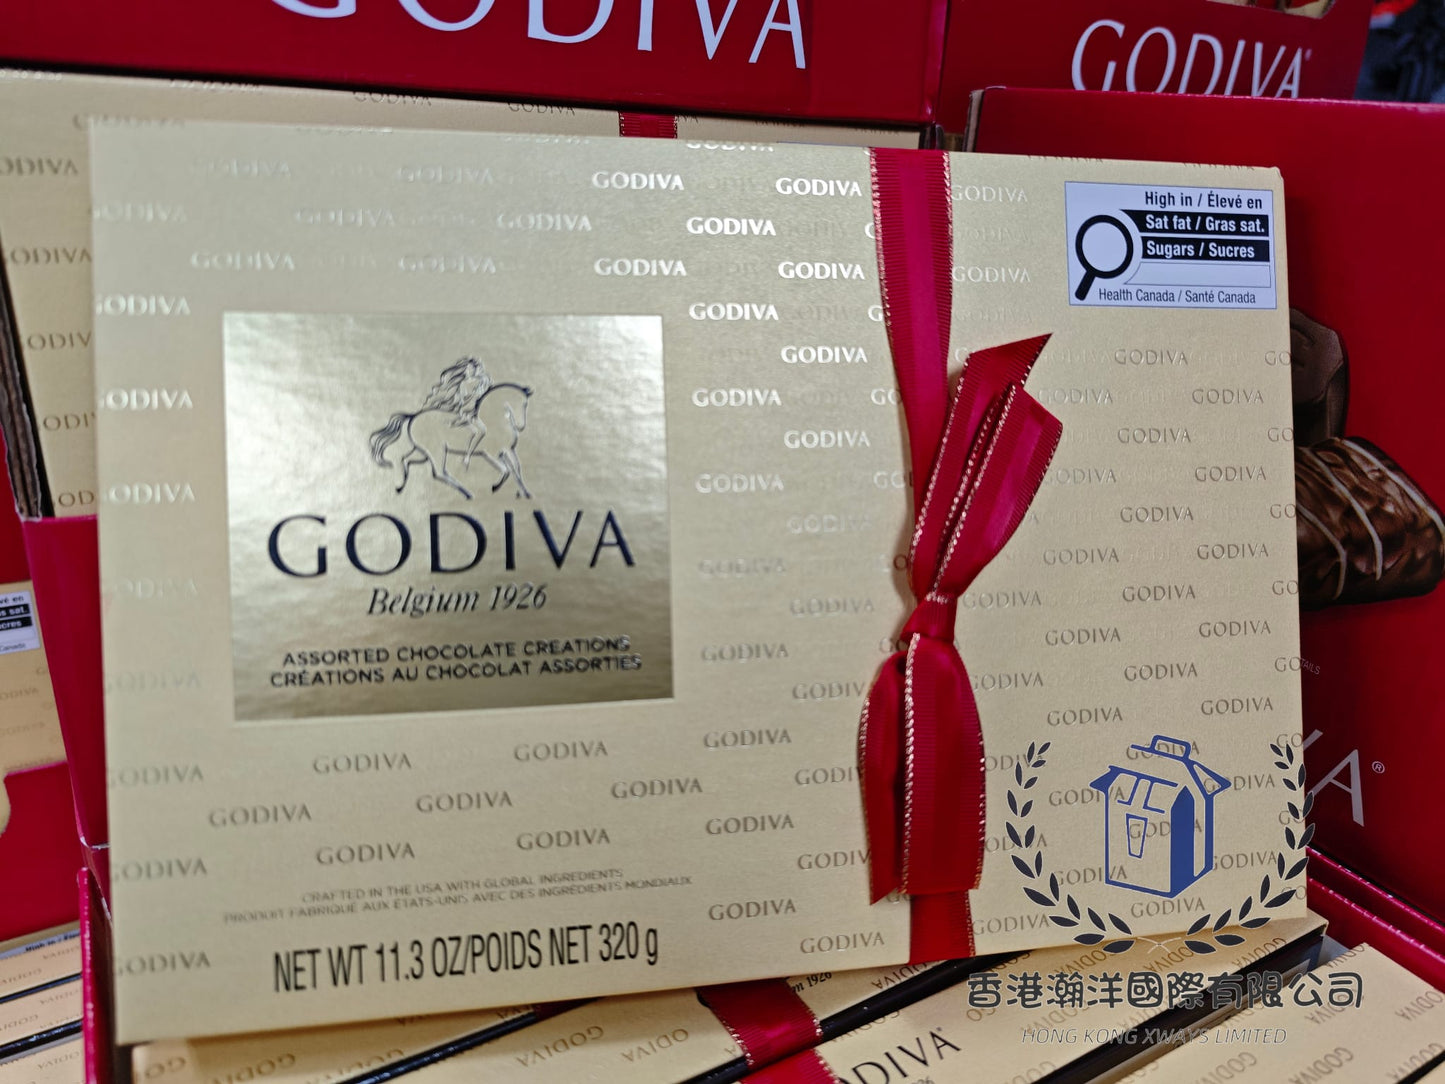 GODIVA
GODIVA
High in / Élevé en
Sat fat / Gras sat.
Sugars / Sucres
Health Canada / Santé Canada
GODIVA
Belgium 1926
ASSORTED CHOCOLATE CREATIONS
CRÉATIONS AU CHOCOLAT ASSORTIES
CRAFTED IN THE USA WITH GLOBAL INGREDIENTS
PRODUIT FABRIQUÉ AUX ÉTATS-UNIS AVEC DES INGRÉDIENTS MONDIAUX
NET WT 11.3 OZ/POIDS NET 320 g
香港瀚洋國際有限公司
HONG KONG XWAYS LIMITED